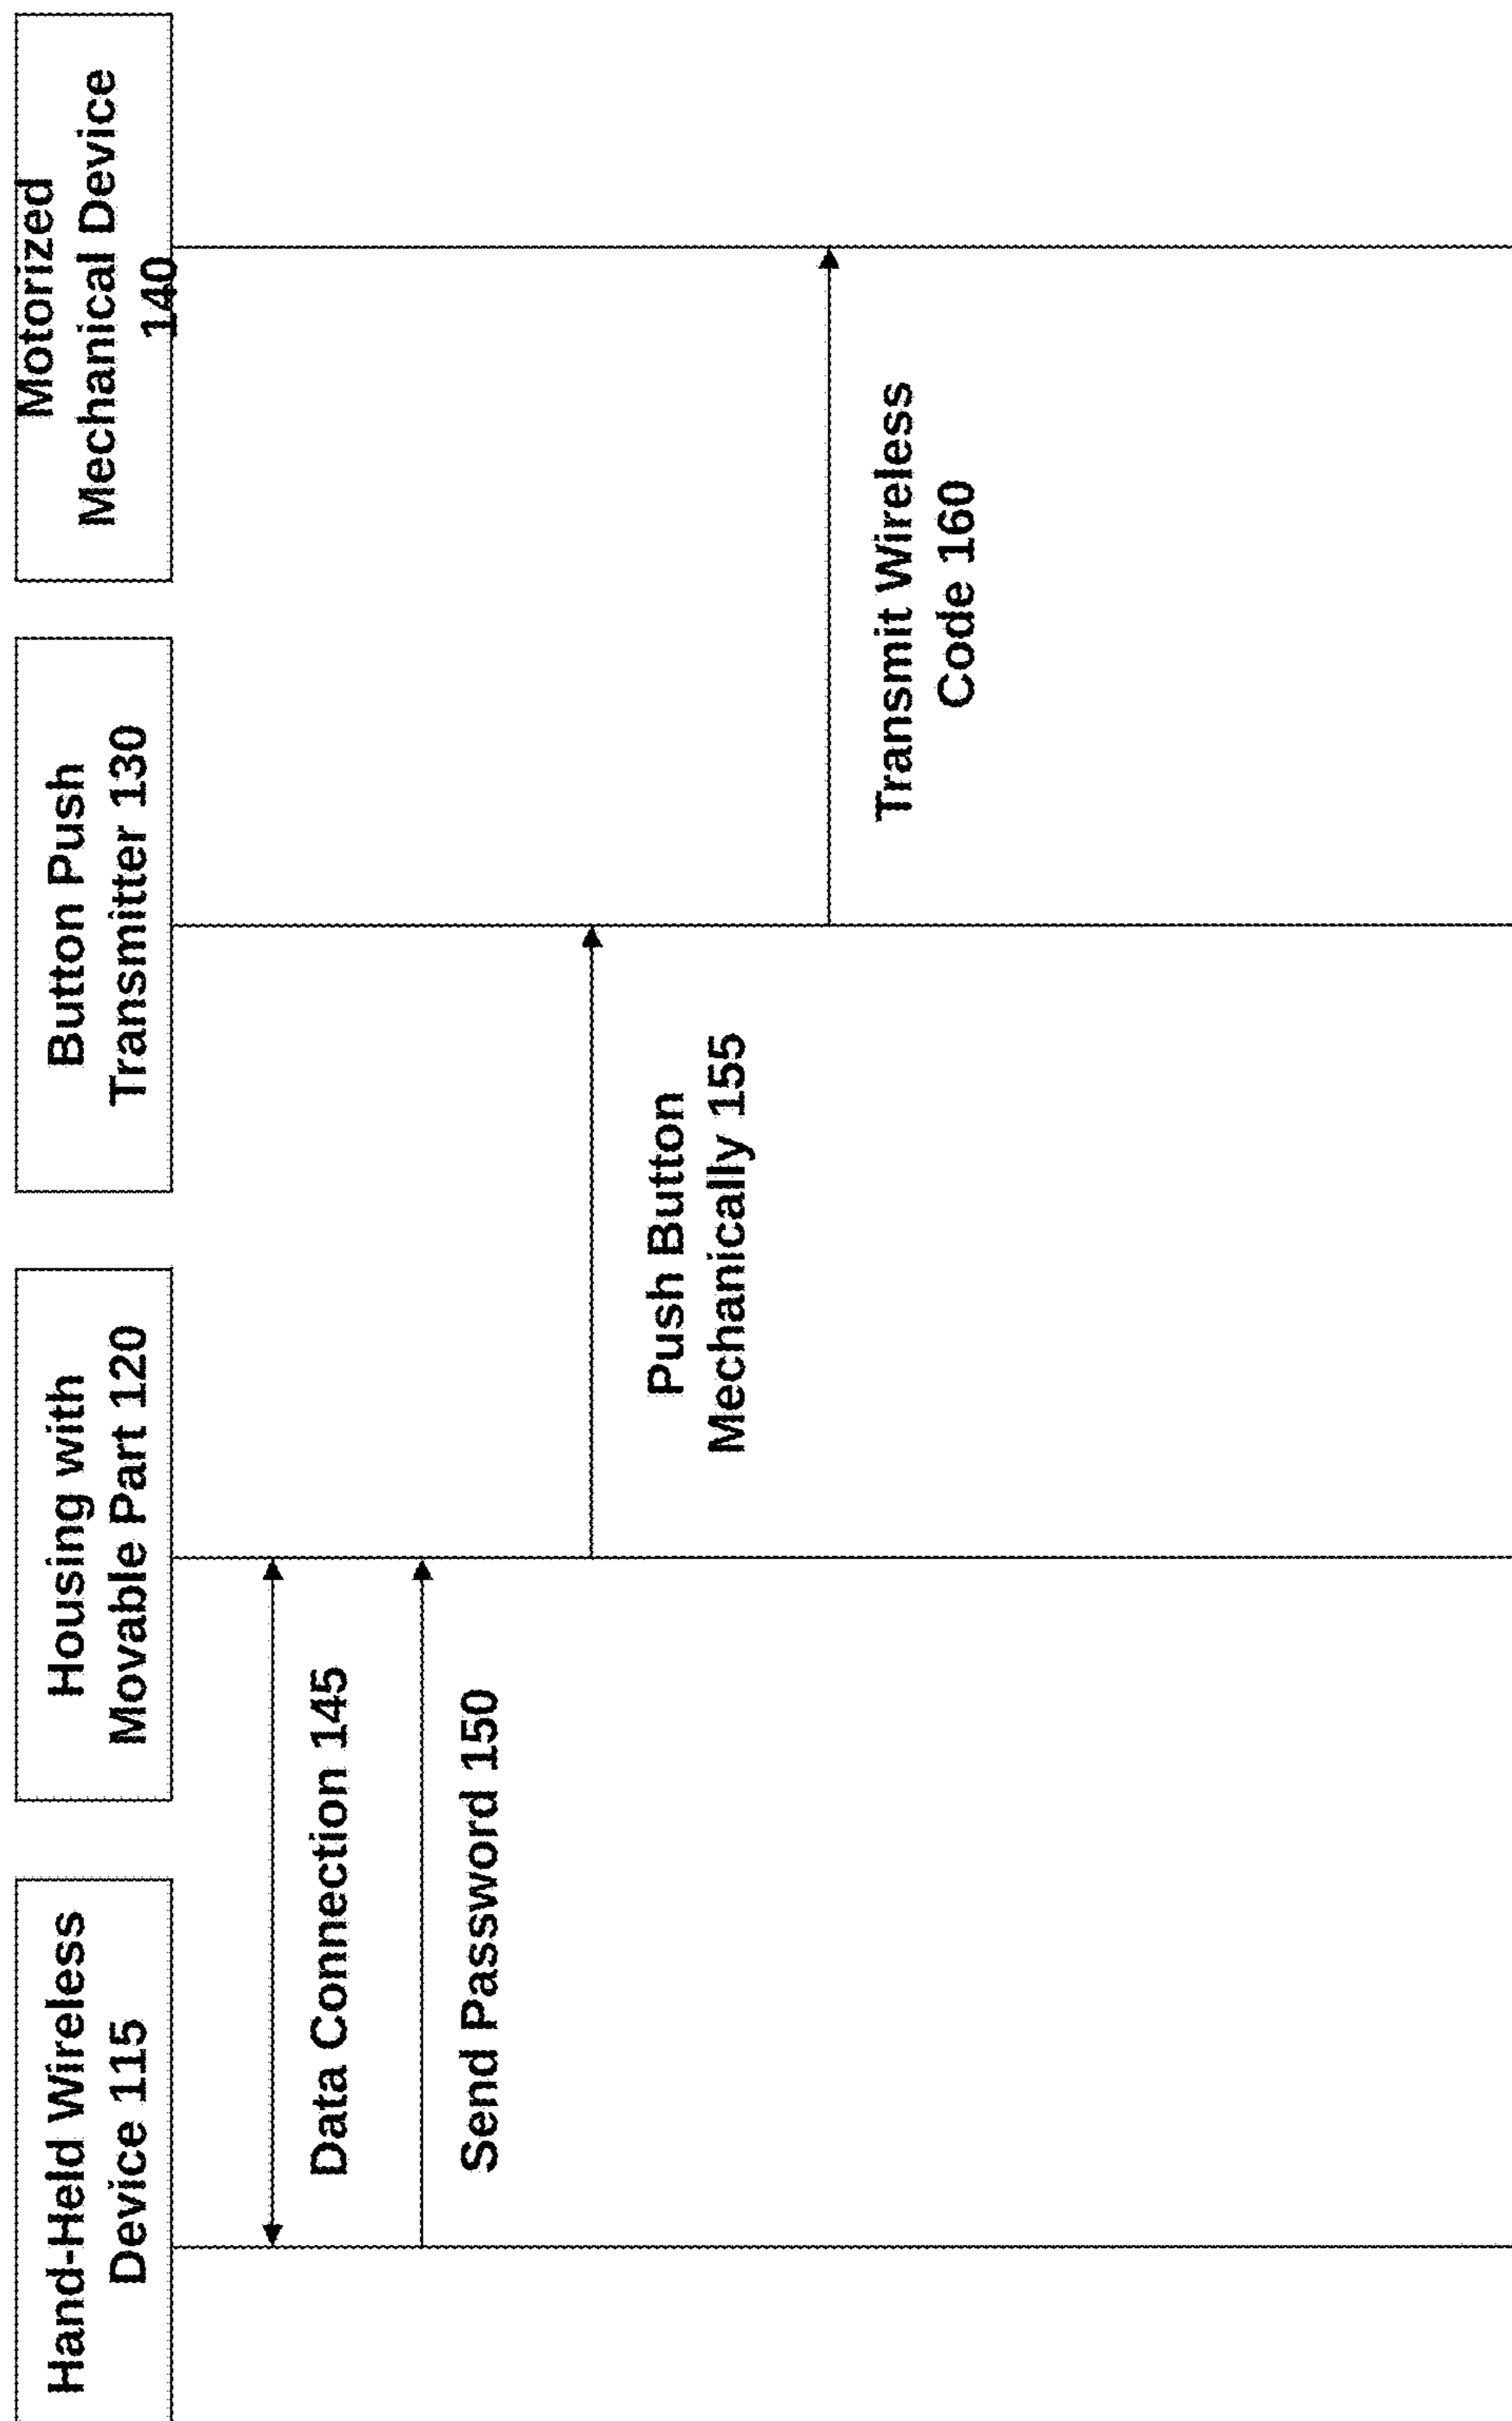 Hand-Held Wireless
Device 115
Housing with
Movable Part 120
Button Push
Transmitter 130
Motorized
Mechanical Device
140
Data Connection 145
Send Password 150
Push Button
Mechanically 155
Transmit Wireless
Code 160